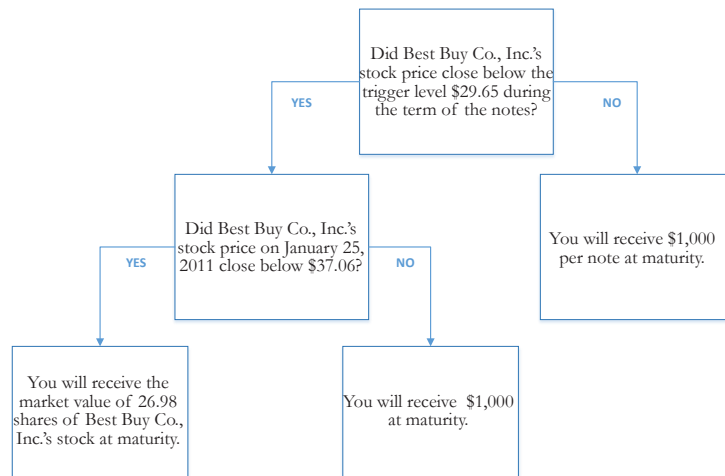 Did Best Buy Co., Inc.'s
stock price close below the
trigger level $29.65 during
the term of the notes?
YES
NO
Did Best Buy Co., Inc.'s
stock price on January 25,
2011 close below $37.06?
You will receive $1,000
per note at maturity.
YES
NO
You will receive the
market value of 26.98
shares of Best Buy Co.,
Inc.'s stock at maturity.
You will receive $1,000
at maturity.